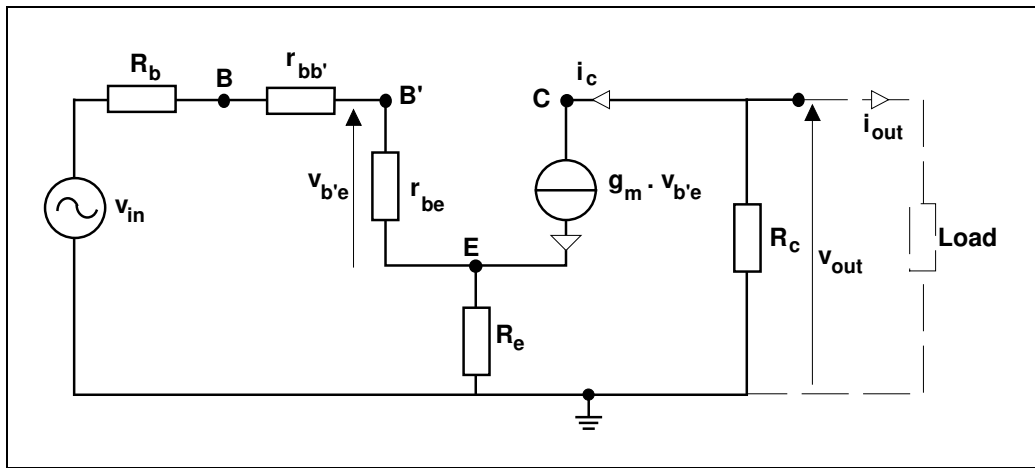 R_b
B
r_bb'
B'
v_b'e
r_be
v_in
E
R_e
C
i_c
g_m . v_b'e
R_c
v_out
i_out
Load